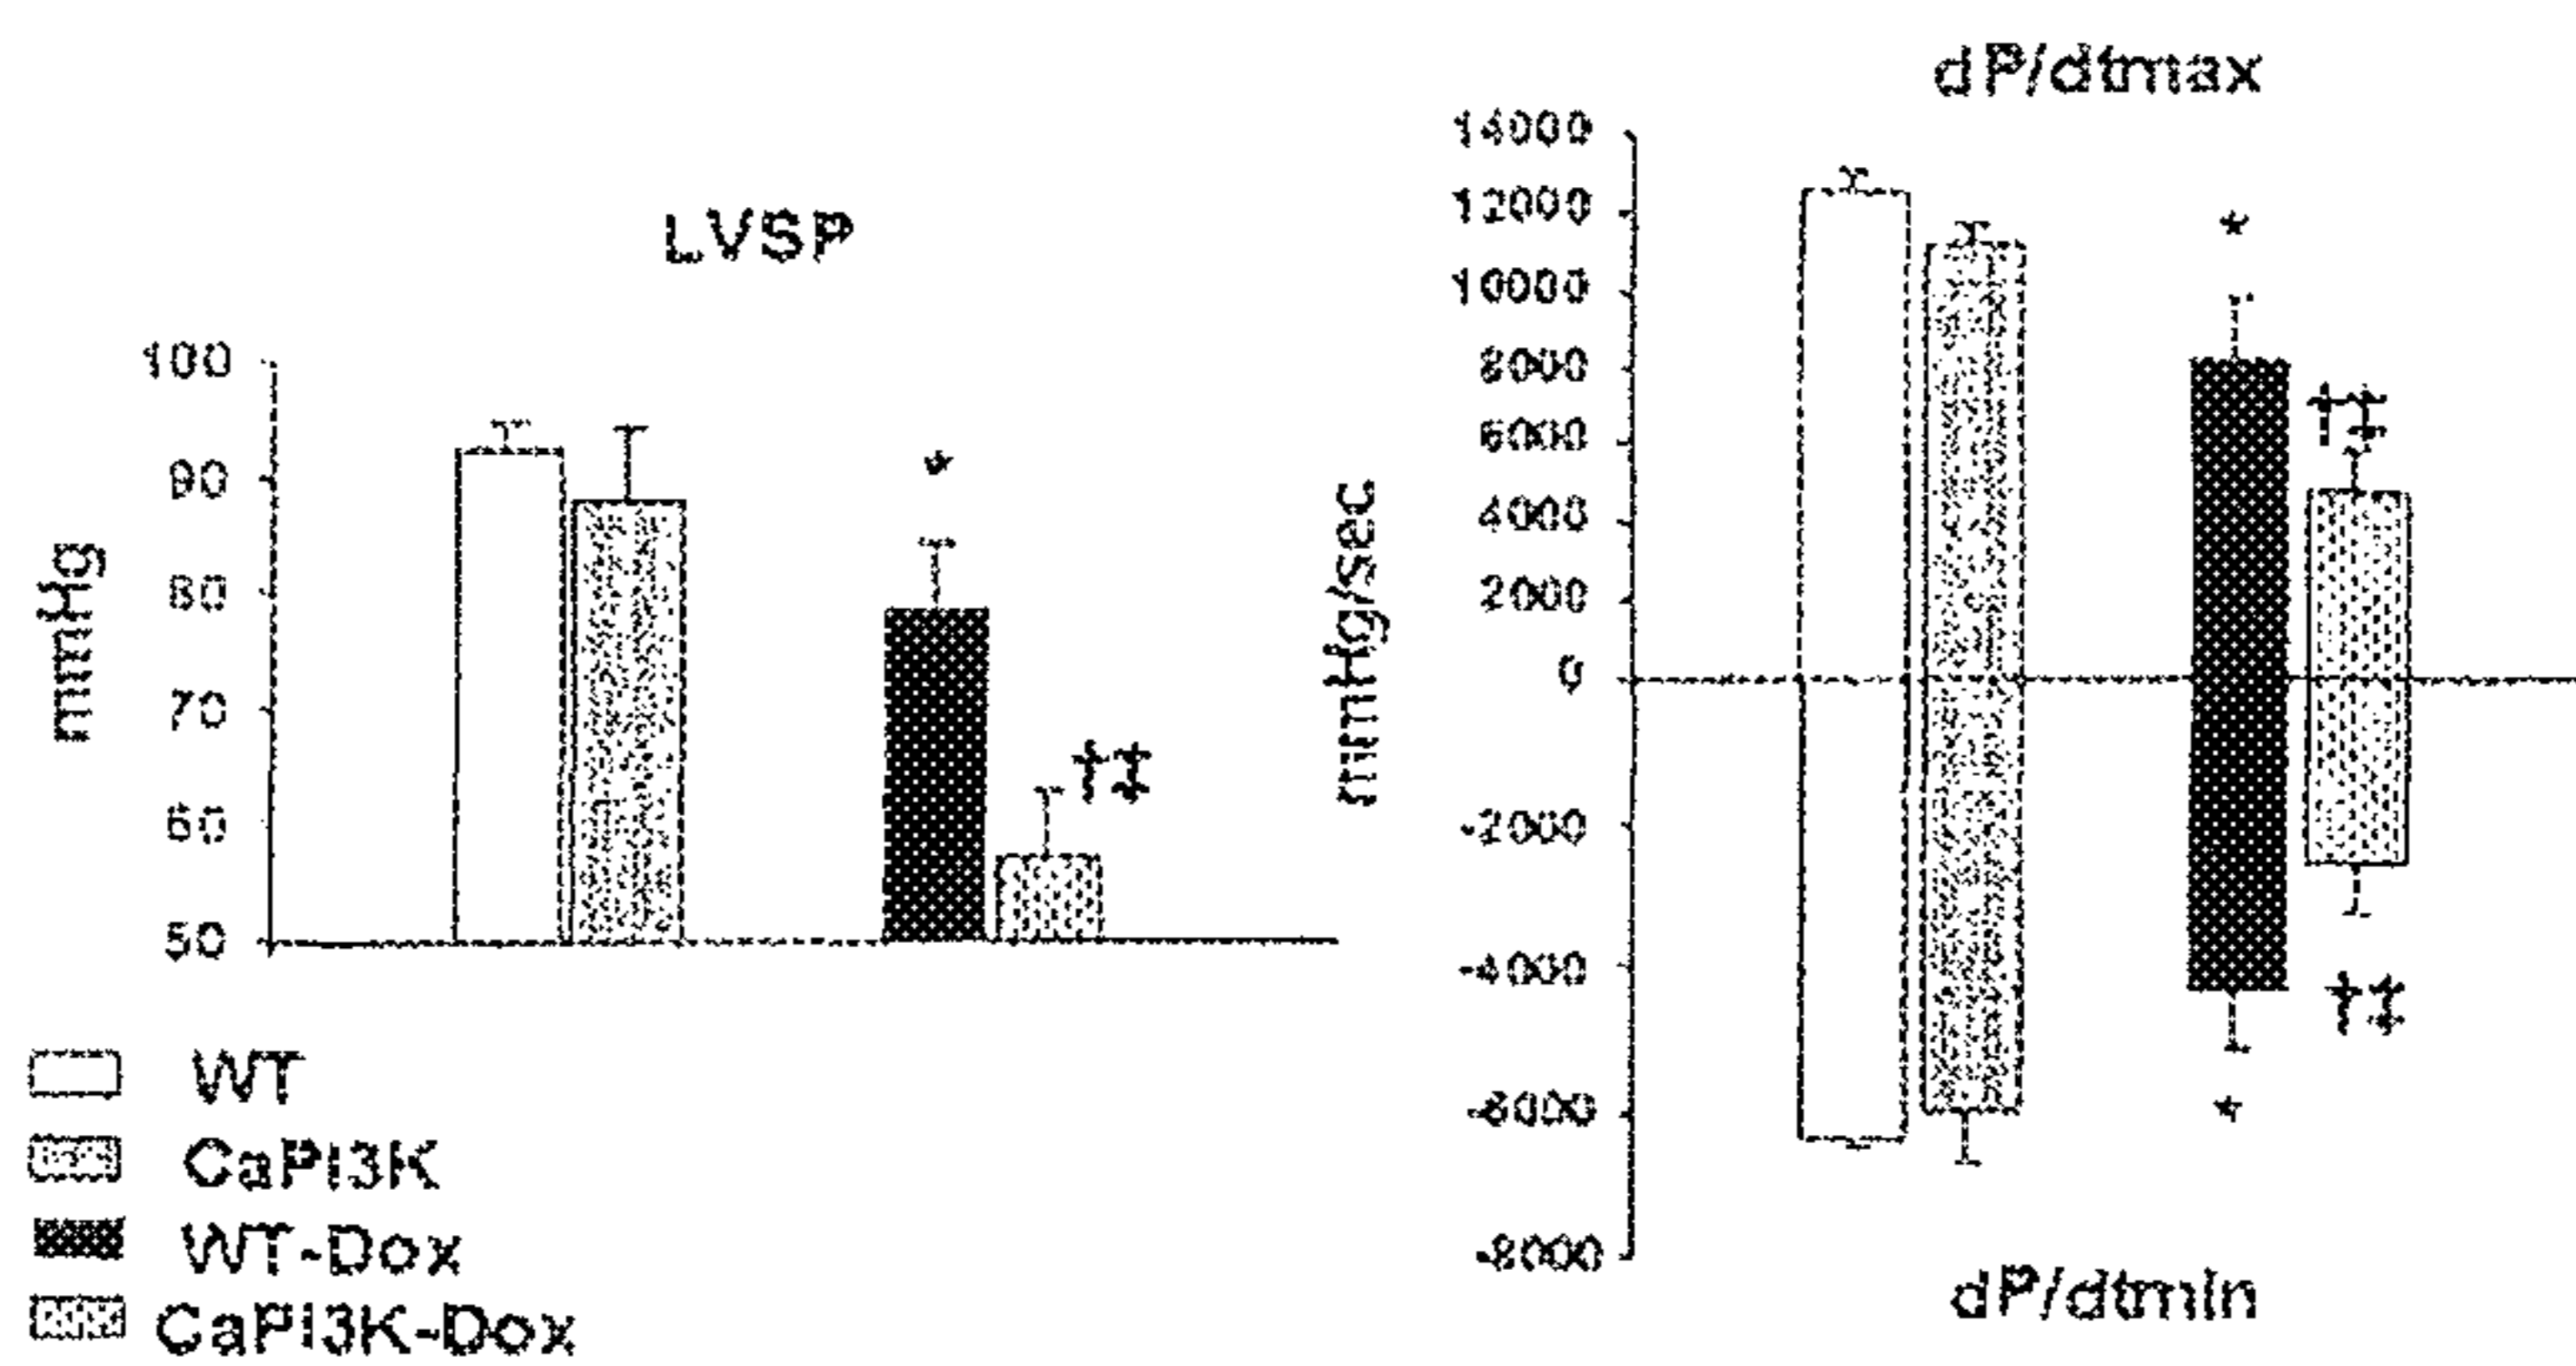 LVSP
mmHg
100
90
80
70
60
50
*
†‡
WT
CaPI3K
WT-Dox
CaPI3K-Dox
dP/dtmax
mmHg/sec
14000
12000
10000
8000
6000
4000
2000
0
-2000
-4000
-6000
-8000
*
†‡
†‡
*
dP/dtmin